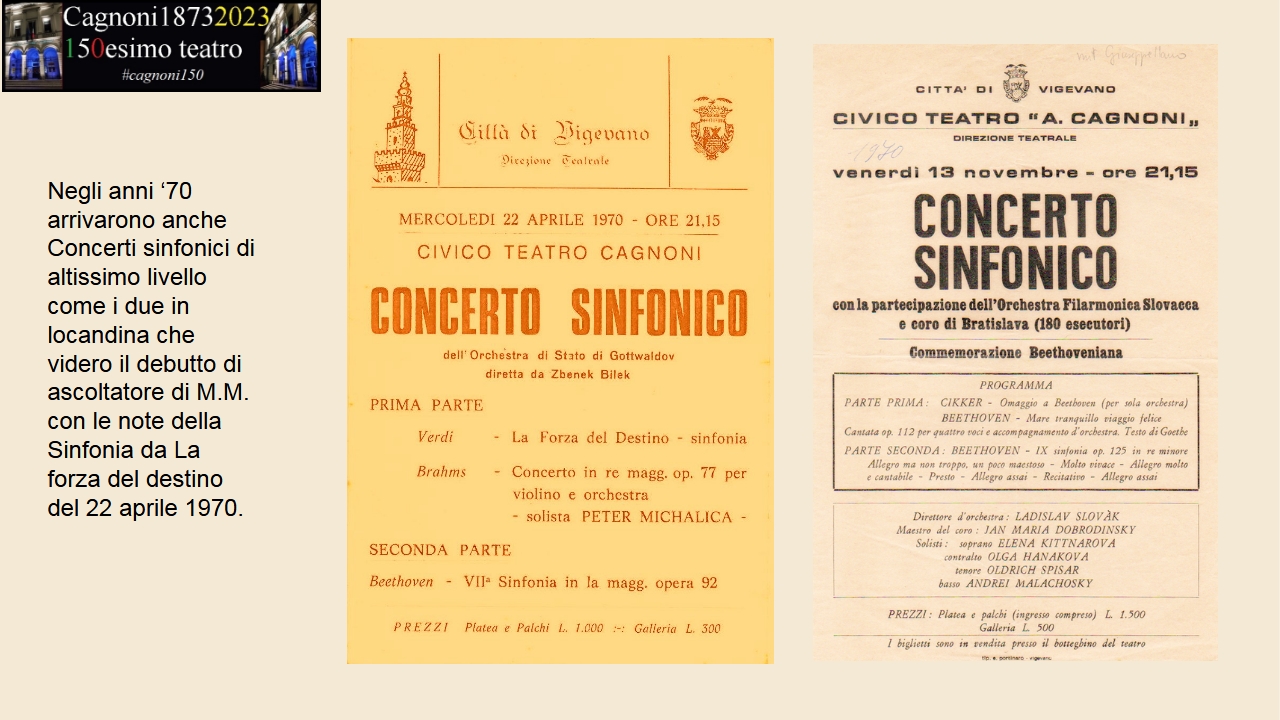 Cagnoni18732023
150esimo teatro
#cagnoni150
Negli anni ‘70
arrivarono anche
Concerti sinfonici di
altissimo livello
come i due in
locandina che
videro il debutto di
ascoltatore di M.M.
con le note della
Sinfonia da La
forza del destino
del 22 aprile 1970.
Città di Vigevano
Direzione Teatrale
MERCOLEDI 22 APRILE 1970 - ORE 21,15
CIVICO TEATRO CAGNONI
CONCERTO SINFONICO
dell'Orchestra di Stato di Gottwaldov
diretta da Zbenek Bilek
PRIMA PARTE
Verdi - La Forza del Destino - sinfonia
Brahms - Concerto in re magg. op. 77 per
violino e orchestra
- solista PETER MICHALICA -
SECONDA PARTE
Beethoven - VIIª Sinfonia in la magg. opera 92
PREZZI Platea e Palchi L. 1.000 :-: Galleria L. 300
CITTA' DI VIGEVANO
CIVICO TEATRO "A. CAGNONI„
DIREZIONE TEATRALE
1970
venerdì 13 novembre - ore 21,15
CONCERTO
SINFONICO
con la partecipazione dell'Orchestra Filarmonica Slovacca
e coro di Bratislava (180 esecutori)
Commemorazione Beethoveniana
PROGRAMMA
PARTE PRIMA: CIKKER - Omaggio a Beethoven (per sola orchestra)
BEETHOVEN - Mare tranquillo viaggio felice
Cantata op. 112 per quattro voci e accompagnamento d'orchestra. Testo di Goethe
PARTE SECONDA: BEETHOVEN - IX sinfonia op. 125 in re minore
Allegro ma non troppo, un poco maestoso - Molto vivace - Allegro molto
e cantabile - Presto - Allegro assai - Recitativo - Allegro assai
Direttore d'orchestra: LADISLAV SLOVÀK
Maestro del coro: JAN MARIA DOBRODINSKY
Solisti: soprano ELENA KITTNAROVA
contralto OLGA HANAKOVA
tenore OLDRICH SPISAR
basso ANDREI MALACHOSKY
PREZZI: Platea e palchi (ingresso compreso) L. 1.500
Galleria L. 500
I biglietti sono in vendita presso il botteghino del teatro
tip. e. portinaro - vigevano